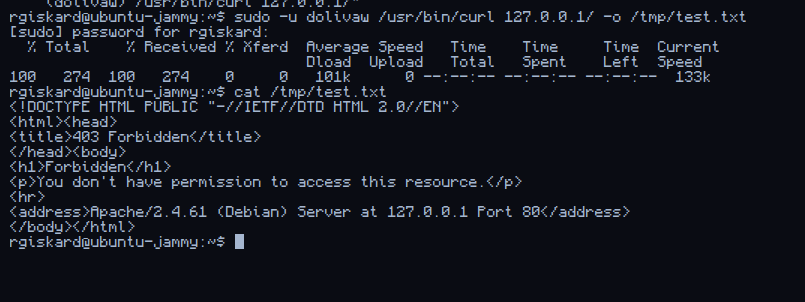 (dolivaw) /usr/bin/curl 127.0.0.1/*
rgiskard@ubuntu-jammy:~$ sudo -u dolivaw /usr/bin/curl 127.0.0.1/ -o /tmp/test.txt
[sudo] password for rgiskard:
% Total % Received % Xferd Average Speed Time Time Time Current
Dload Upload Total Spent Left Speed
100 274 100 274 0 0 101k 0 --:--:-- --:--:-- --:--:-- 133k
rgiskard@ubuntu-jammy:~$ cat /tmp/test.txt
<!DOCTYPE HTML PUBLIC "-//IETF//DTD HTML 2.0//EN">
<html><head>
<title>403 Forbidden</title>
</head><body>
<h1>Forbidden</h1>
<p>You don't have permission to access this resource.</p>
<hr>
<address>Apache/2.4.61 (Debian) Server at 127.0.0.1 Port 80</address>
</body></html>
rgiskard@ubuntu-jammy:~$